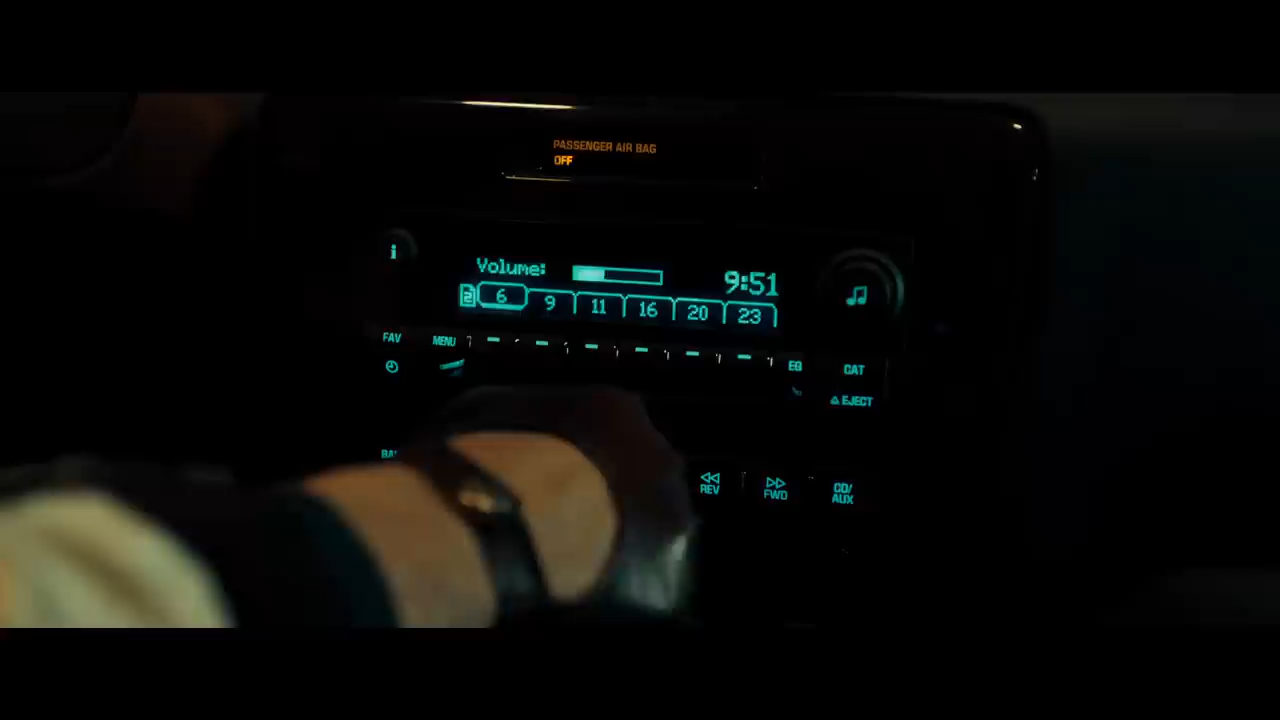 PASSENGER AIR BAG
OFF
i
Volume:
9:51
2 6 9 11 16 20 23
FAV MENU
EQ CAT
EJECT
REV FWD CD/
AUX